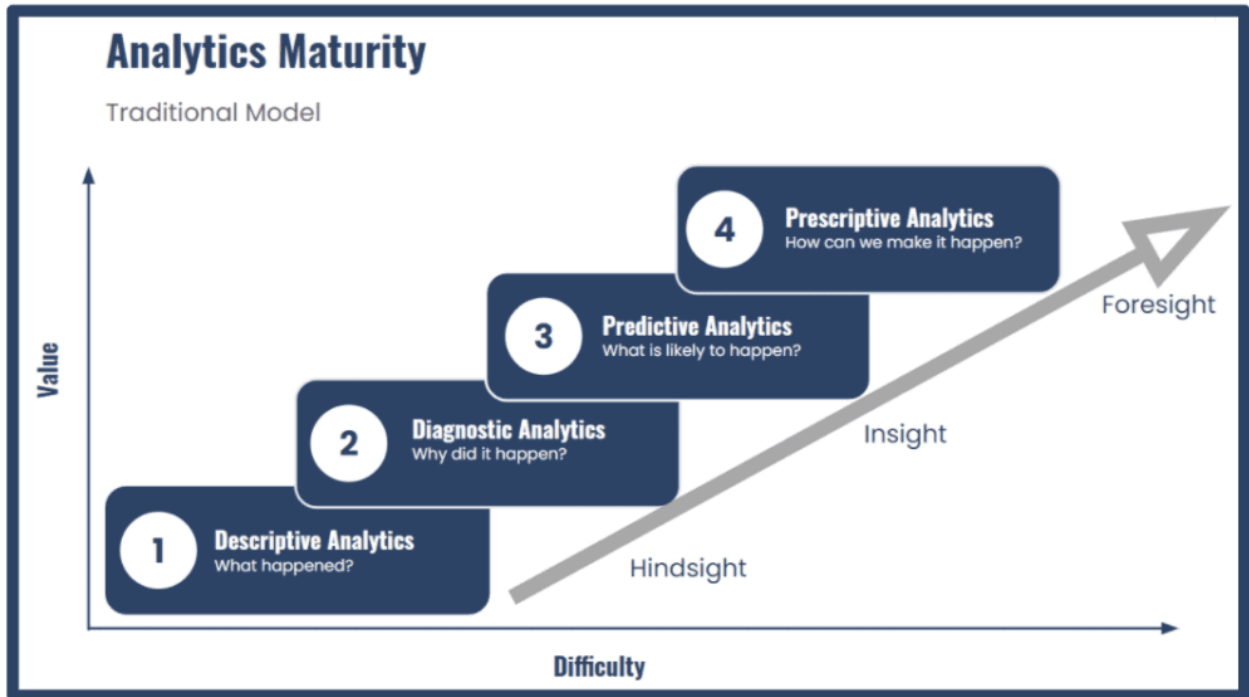 Analytics Maturity
Traditional Model
4
Prescriptive Analytics
How can we make it happen?
3
Predictive Analytics
What is likely to happen?
2
Diagnostic Analytics
Why did it happen?
1
Descriptive Analytics
What happened?
Foresight
Insight
Hindsight
Value
Difficulty